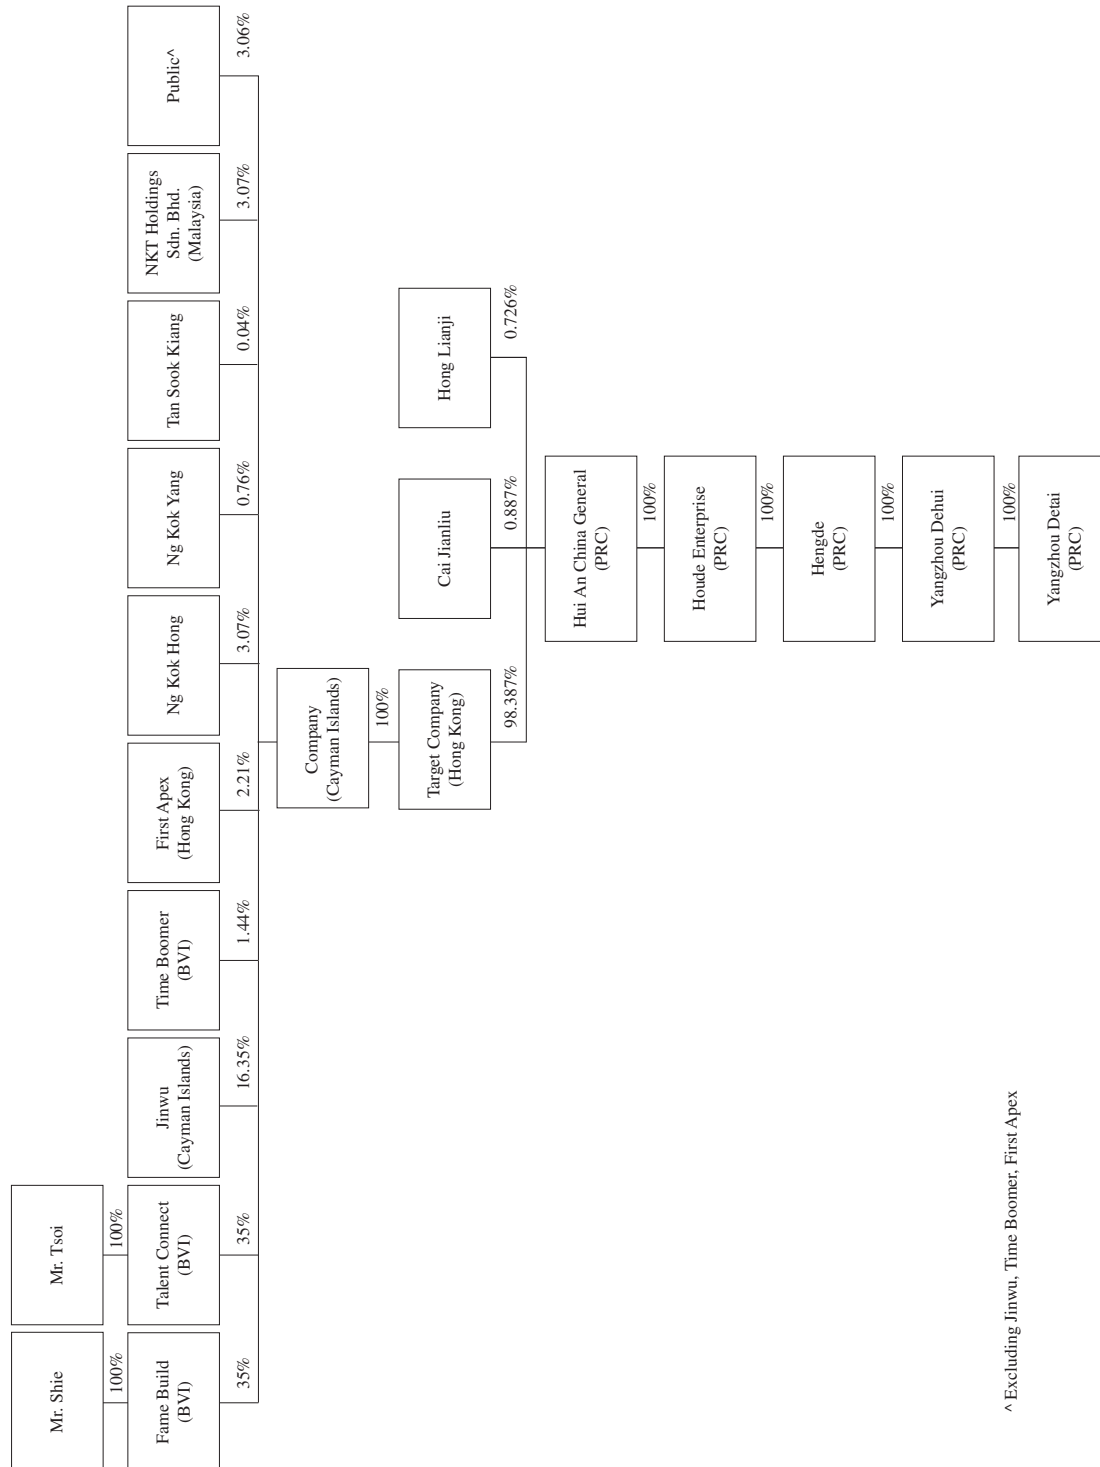 Mr. Shie
Mr. Tsoi
100%
100%
Fame Build
(BVI)
Talent Connect
(BVI)
Jinwu
(Cayman Islands)
Time Boomer
(BVI)
First Apex
(Hong Kong)
Ng Kok Hong
Ng Kok Yang
Tan Sook Kiang
NKT Holdings
Sdn. Bhd.
(Malaysia)
Public^
35%
35%
16.35%
1.44%
2.21%
3.07%
0.76%
0.04%
3.07%
3.06%
Company
(Cayman Islands)
100%
Target Company
(Hong Kong)
Cai Jianliu
Hong Lianji
98.387%
0.887%
0.726%
Hui An China General
(PRC)
100%
Houde Enterprise
(PRC)
100%
Hengde
(PRC)
100%
Yangzhou Dehui
(PRC)
100%
Yangzhou Detai
(PRC)
^ Excluding Jinwu, Time Boomer, First Apex